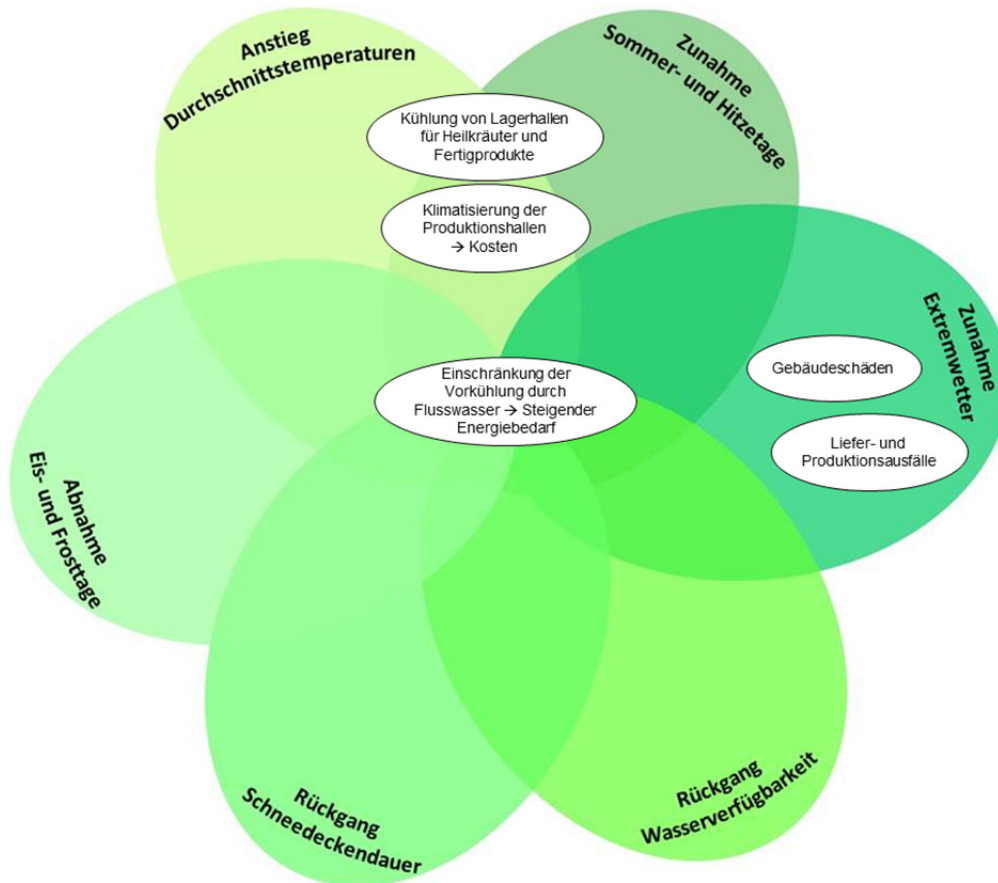 Anstieg
Durchschnittstemperaturen
Zunahme
Sommer- und Hitzetage
Kühlung von Lagerhallen
für Heilkräuter und
Fertigprodukte
Klimatisierung der
Produktionshallen
→ Kosten
Zunahme
Extremwetter
Gebäudeschäden
Liefer- und
Produktionsausfälle
Einschränkung der
Vorkühlung durch
Flusswasser → Steigender
Energiebedarf
Abnahme
Eis- und Frosttage
Rückgang
Schneedeckendauer
Rückgang
Wasserverfügbarkeit